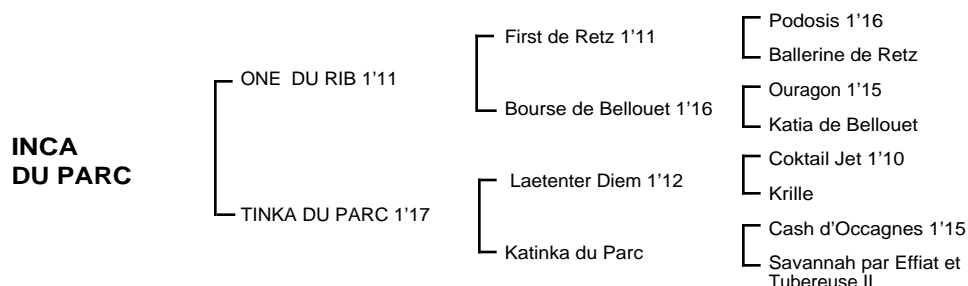 INCA
DU PARC
ONE DU RIB 1’11
TINKA DU PARC 1’17
First de Retz 1’11
Bourse de Bellouet 1’16
Laetenter Diem 1’12
Katinka du Parc
Podosis 1’16
Ballerine de Retz
Ouragon 1’15
Katia de Bellouet
Coktail Jet 1’10
Krille
Cash d’Occagnes 1’15
Savannah par Effiat et
Tubereuse II